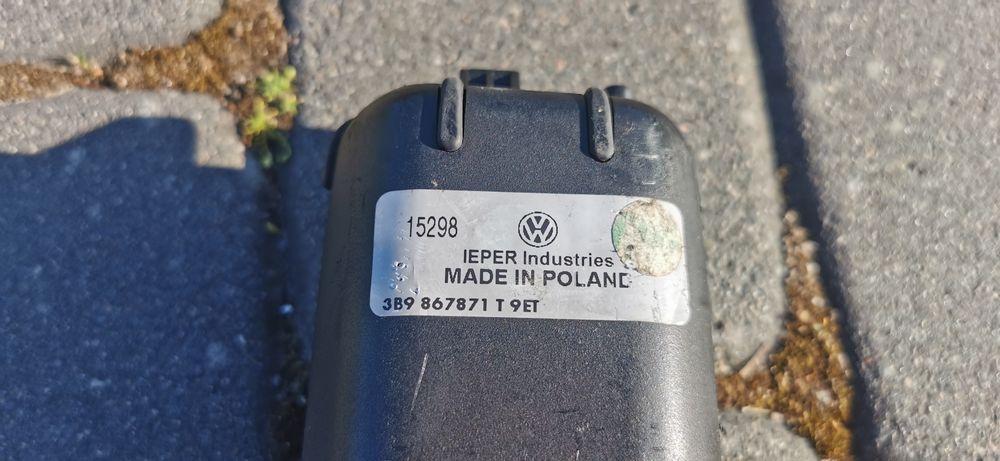 15298
IEPER Industries
MADE IN POLAND
3B9 867871 T 9ET